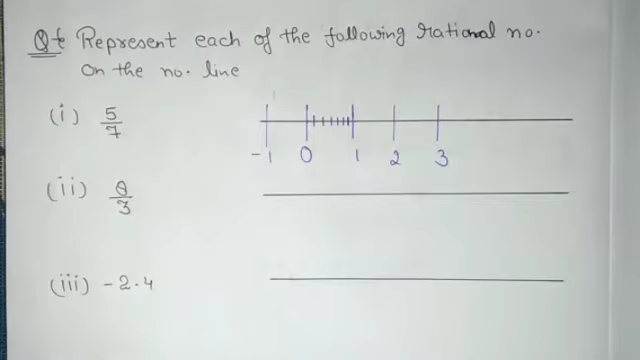 Q → Represent each of the following rational no.
on the no. line
(i) 5/7
-1 0 1 2 3
(ii) 8/3
(iii) -2.4